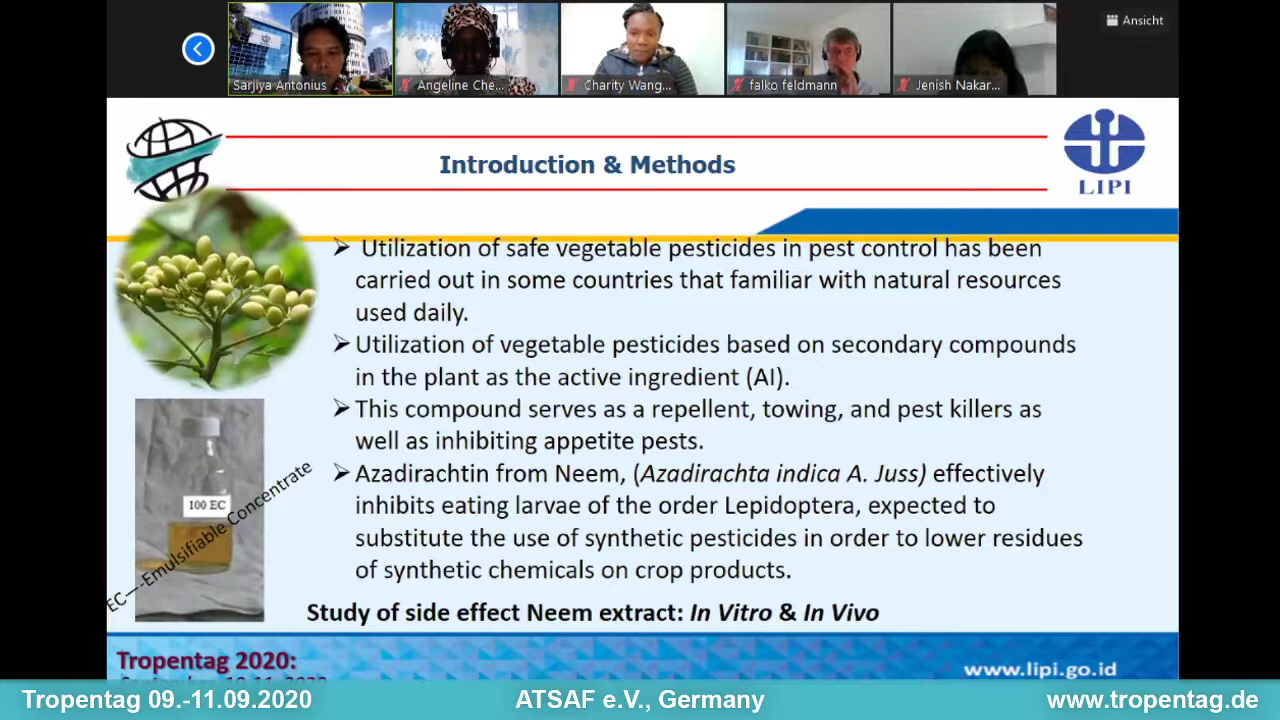 Ansicht
Sarjiya Antonius
Angeline Che...
Charity Wang...
falko feldmann
Jenish Nakar...
Introduction & Methods
LIPI
➢ Utilization of safe vegetable pesticides in pest control has been
carried out in some countries that familiar with natural resources
used daily.
➢ Utilization of vegetable pesticides based on secondary compounds
in the plant as the active ingredient (AI).
➢ This compound serves as a repellent, towing, and pest killers as
well as inhibiting appetite pests.
➢ Azadirachtin from Neem, (Azadirachta indica A. Juss) effectively
inhibits eating larvae of the order Lepidoptera, expected to
substitute the use of synthetic pesticides in order to lower residues
of synthetic chemicals on crop products.
100 EC
EC----Emulsifiable Concentrate
Study of side effect Neem extract: In Vitro & In Vivo
Tropentag 2020:
www.lipi.go.id
Tropentag 09.-11.09.2020
ATSAF e.V., Germany
www.tropentag.de